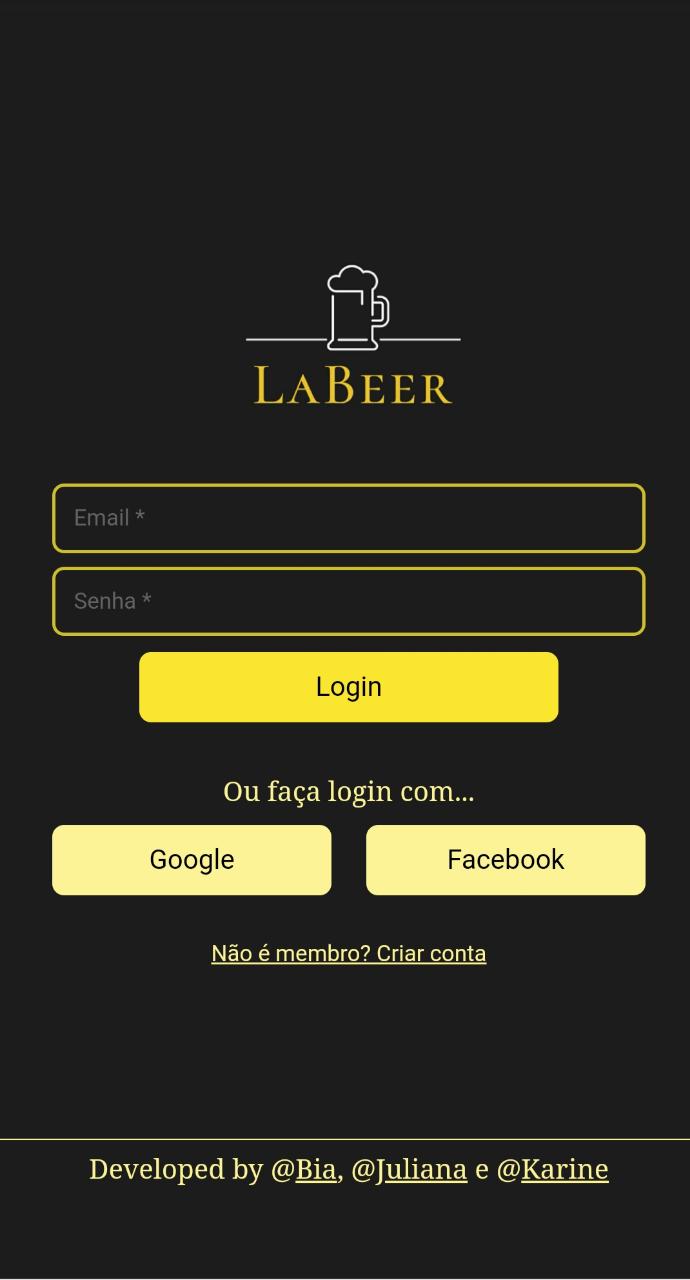 LABEER
Email *
Senha *
Login
Ou faça login com...
Google Facebook
Não é membro? Criar conta
Developed by @Bia, @Juliana e @Karine